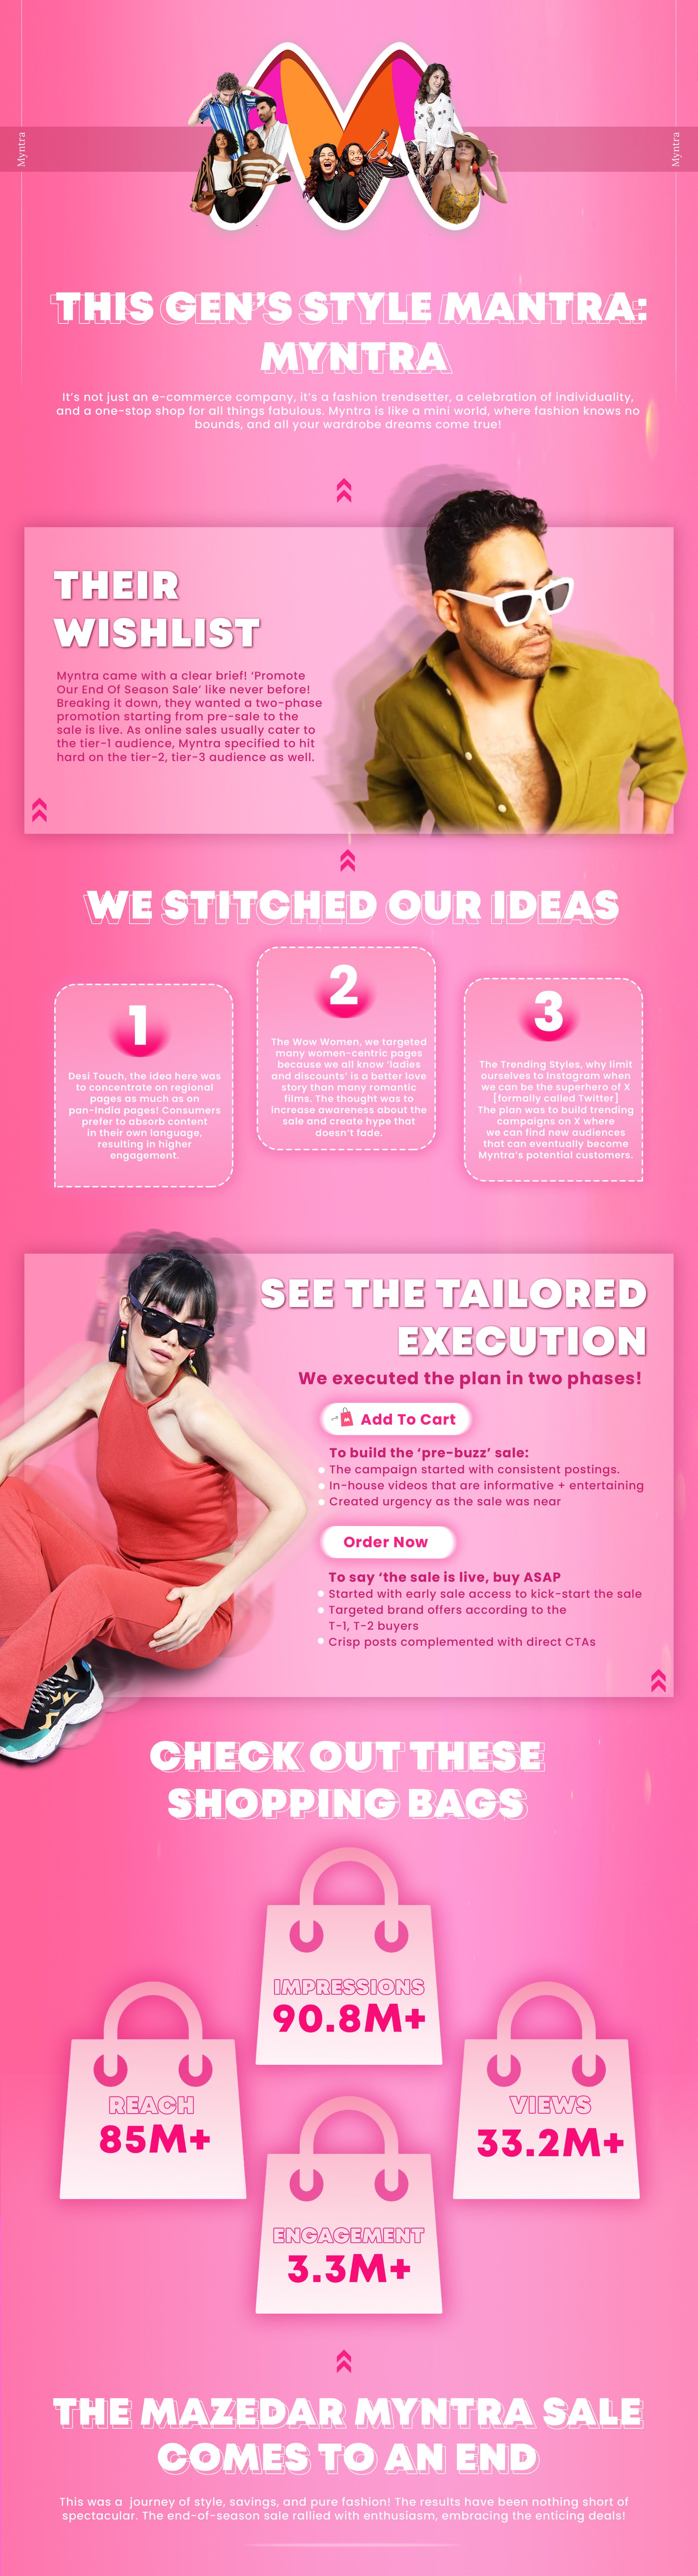 Myntra
Myntra
THIS GEN'S STYLE MANTRA:
MYNTRA
It's not just an e-commerce company, it's a fashion trendsetter, a celebration of individuality,
and a one-stop shop for all things fabulous. Myntra is like a mini world, where fashion knows no
bounds, and all your wardrobe dreams come true!
THEIR
WISHLIST
Myntra came with a clear brief! 'Promote
Our End Of Season Sale' like never before!
Breaking it down, they wanted a two-phase
promotion starting from pre-sale to the
sale is live. As online sales usually cater to
the tier-1 audience, Myntra specified to hit
hard on the tier-2, tier-3 audience as well.
WE STITCHED OUR IDEAS
1
Desi Touch, the idea here was
to concentrate on regional
pages as much as on
pan-India pages! Consumers
prefer to absorb content
in their own language,
resulting in higher
engagement.
2
The Wow Women, we targeted
many women-centric pages
because we all know 'ladies
and discounts' is a better love
story than many romantic
films. The thought was to
increase awareness about the
sale and create hype that
doesn't fade.
3
The Trending Styles, why limit
ourselves to Instagram when
we can be the superhero of X
[formally called Twitter]
The plan was to build trending
campaigns on X where
we can find new audiences
that can eventually become
Myntra's potential customers.
SEE THE TAILORED
EXECUTION
We executed the plan in two phases!
Add To Cart
To build the 'pre-buzz' sale:
The campaign started with consistent postings.
In-house videos that are informative + entertaining
Created urgency as the sale was near
Order Now
To say 'the sale is live, buy ASAP
Started with early sale access to kick-start the sale
Targeted brand offers according to the
T-1, T-2 buyers
Crisp posts complemented with direct CTAs
CHECK OUT THESE
SHOPPING BAGS
IMPRESSIONS
90.8M+
REACH
85M+
VIEWS
33.2M+
ENGAGEMENT
3.3M+
THE MAZEDAR MYNTRA SALE
COMES TO AN END
This was a journey of style, savings, and pure fashion! The results have been nothing short of
spectacular. The end-of-season sale rallied with enthusiasm, embracing the enticing deals!